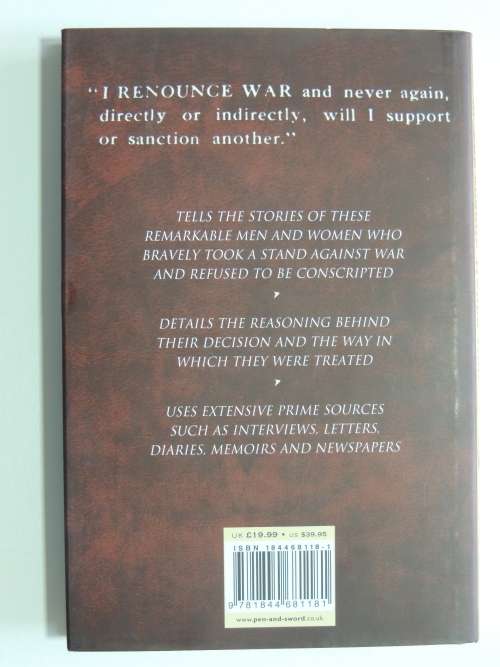 "I RENOUNCE WAR and never again,
directly or indirectly, will I support
or sanction another."
TELLS THE STORIES OF THESE
REMARKABLE MEN AND WOMEN WHO
BRAVELY TOOK A STAND AGAINST WAR
AND REFUSED TO BE CONSCRIPTED
DETAILS THE REASONING BEHIND
THEIR DECISION AND THE WAY IN
WHICH THEY WERE TREATED
USES EXTENSIVE PRIME SOURCES
SUCH AS INTERVIEWS, LETTERS,
DIARIES, MEMOIRS AND NEWSPAPERS
UK £19.99 • US $39.95
ISBN 184468118-1
9 781844 681181
www.pen-and-sword.co.uk